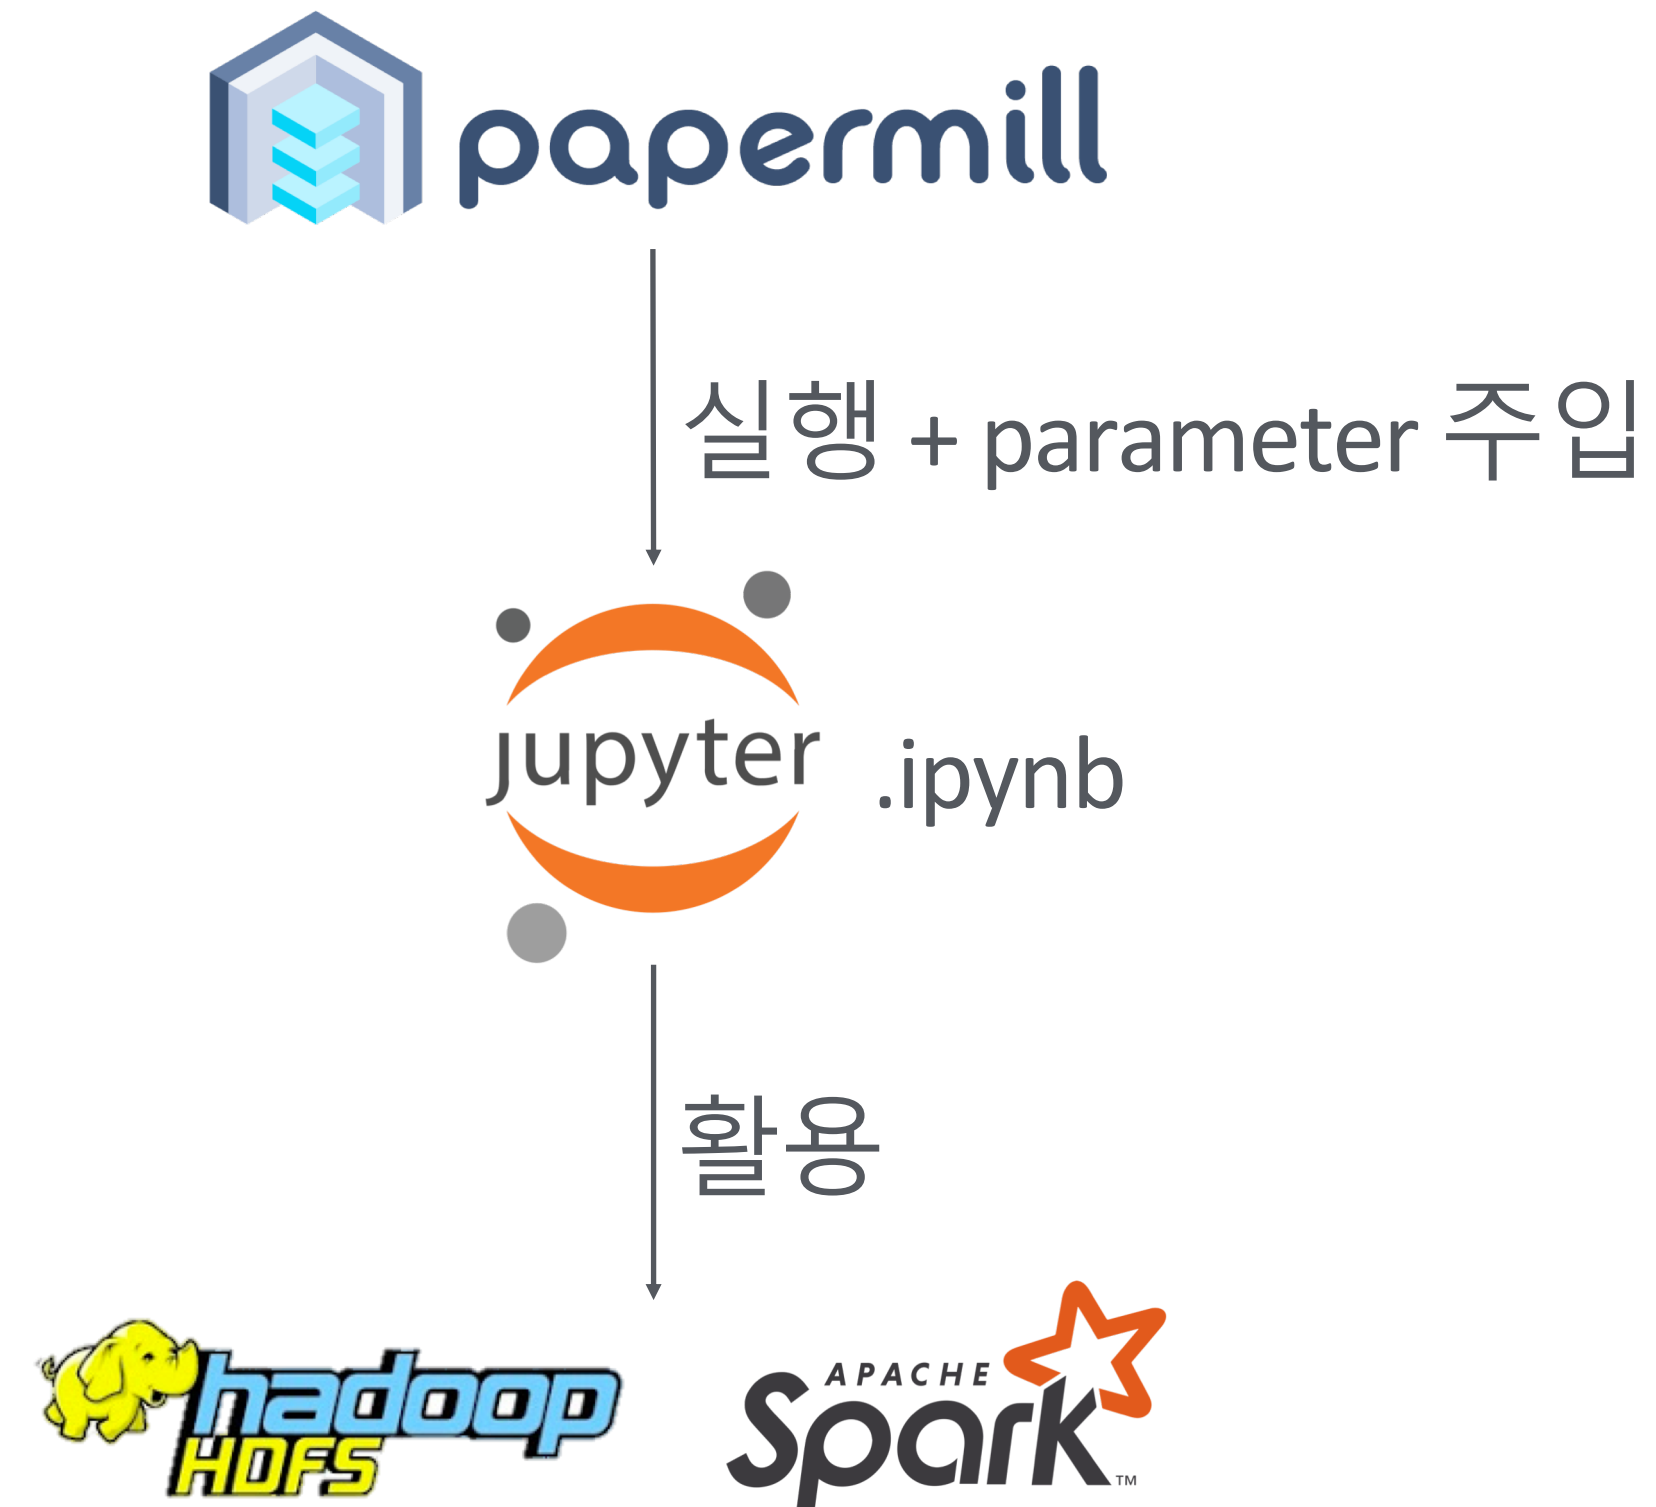 papermill
실행 + parameter 주입
jupyter
.ipynb
활용
hadoop
HDFS
APACHE
Spark
TM